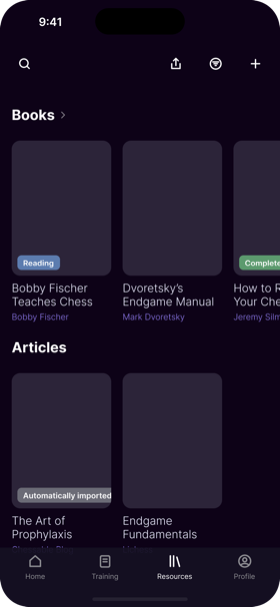 9:41
Books
Reading
Complete
Bobby Fischer
Teaches Chess
Bobby Fischer
Dvoretsky's
Endgame Manual
Mark Dvoretsky
How to R
Your Che
Jeremy Silm
Articles
Automatically imported
The Art of
Prophylaxis
Endgame
Fundamentals
Home
Training
Resources
Profile